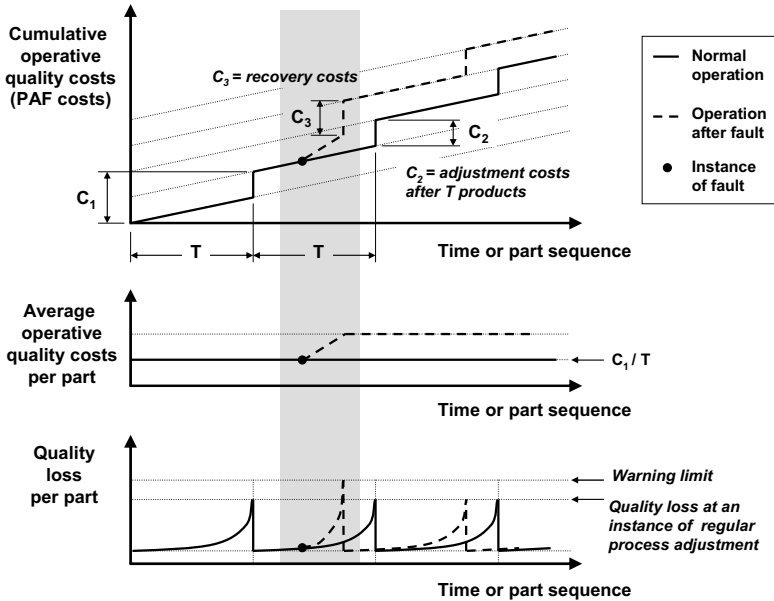 Cumulative
operative
quality costs
(PAF costs)
C3 = recovery costs
C3
C2
C1
C2 = adjustment costs
after T products
T
T
Time or part sequence
Normal
operation
Operation
after fault
Instance
of fault
Average
operative
quality costs
per part
C1 / T
Time or part sequence
Quality
loss
per part
Warning limit
Quality loss at an
instance of regular
process adjustment
Time or part sequence